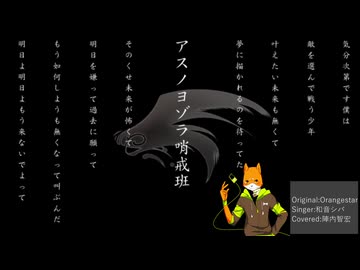 気分次第です僕は
敵を選んで戦う少年
叶えたい未来も無くて
夢に描かれるのを待ってた
アスノヨゾラ哨戒班
そのくせ未来が怖くて
明日を嫌って過去に願って
もう如何しようも無くなって叫ぶんだ
明日よ明日よもう来ないでよって
Original:Orangestar
Singer:和音シバ
Covered:陣内智宏